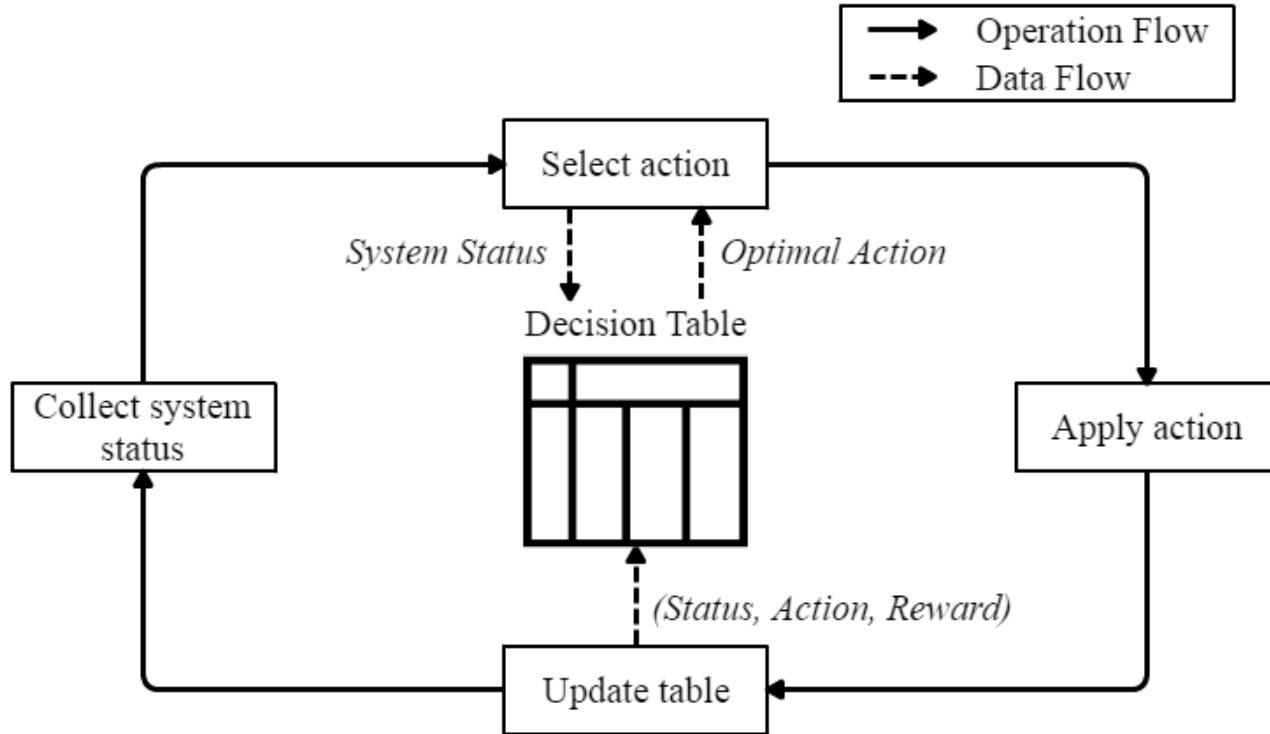 Operation Flow
Data Flow
Select action
System Status
Optimal Action
Decision Table
Collect system
status
Apply action
(Status, Action, Reward)
Update table